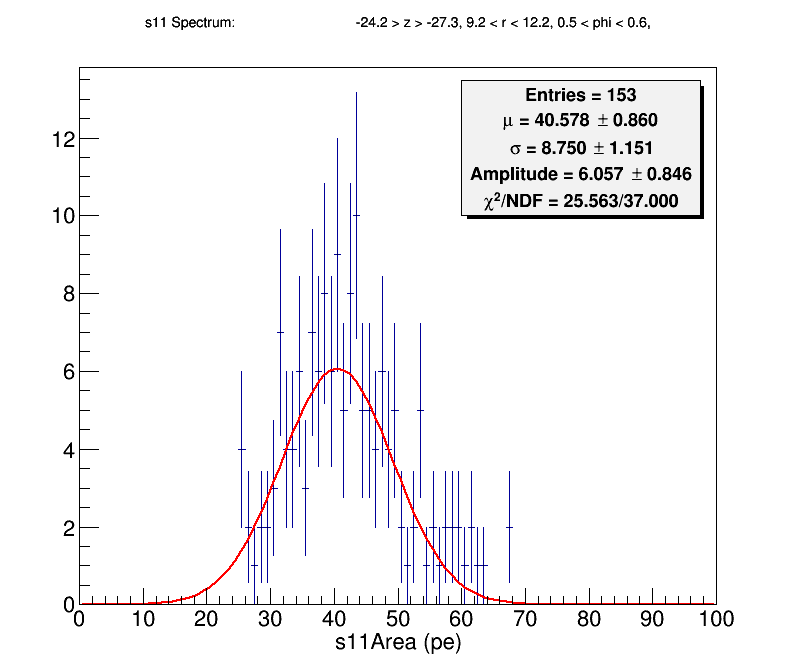 s11 Spectrum: -24.2 > z > -27.3, 9.2 < r < 12.2, 0.5 < phi < 0.6,
Entries = 153
μ = 40.578 ± 0.860
σ = 8.750 ± 1.151
Amplitude = 6.057 ± 0.846
χ²/NDF = 25.563/37.000
12
10
8
6
4
2
0
0 10 20 30 40 50 60 70 80 90 100
s11Area (pe)